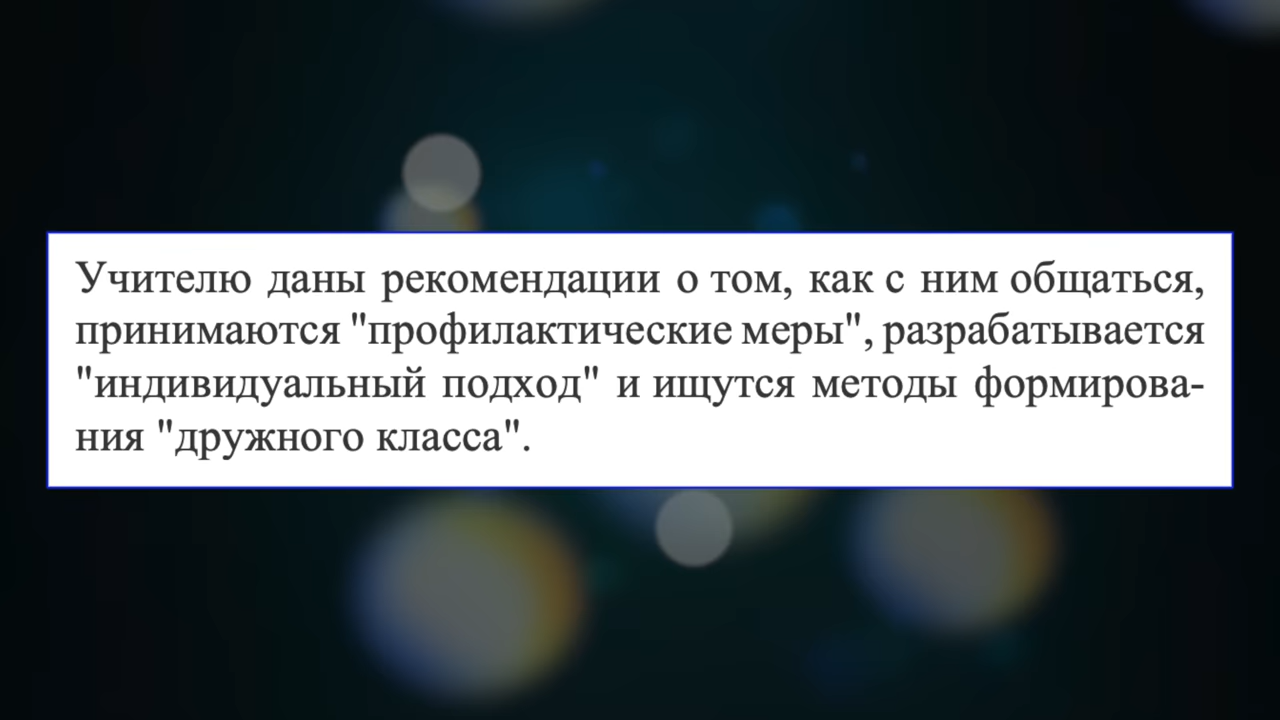 Учителю даны рекомендации о том, как с ним общаться,
принимаются "профилактические меры", разрабатывается
"индивидуальный подход" и ищутся методы формирова-
ния "дружного класса".